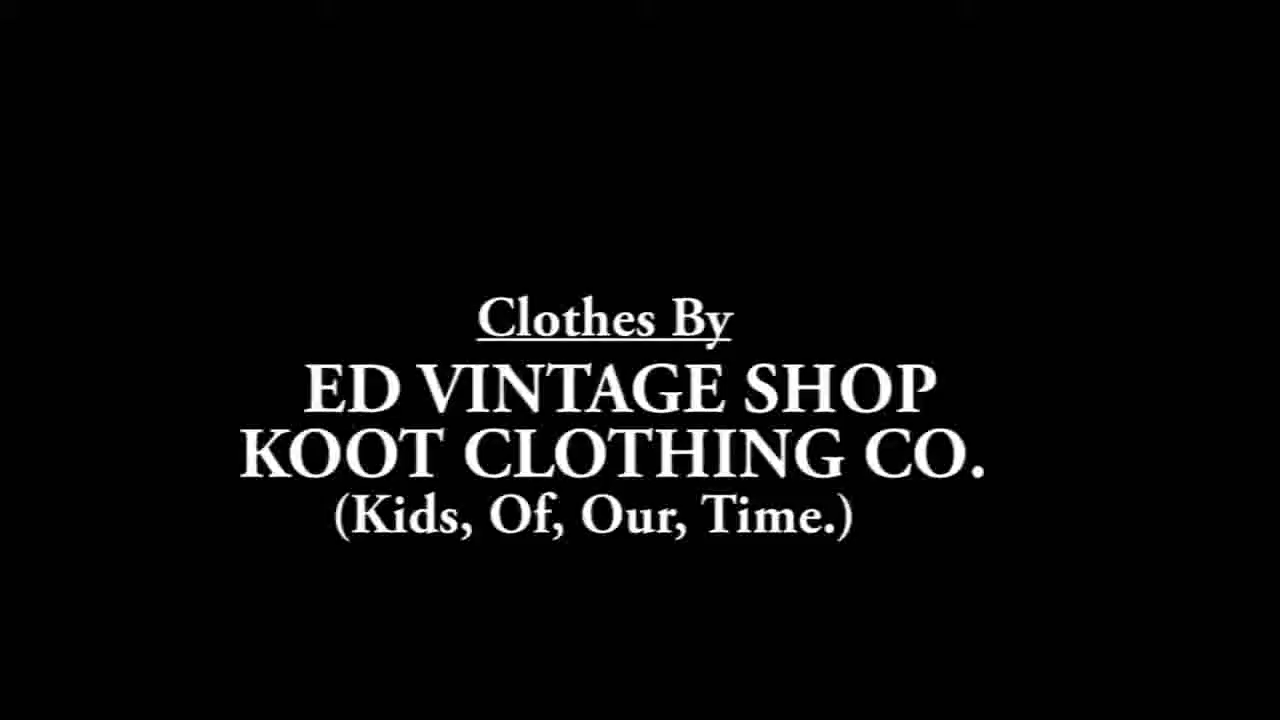 Clothes By
ED VINTAGE SHOP
KOOT CLOTHING CO.
(Kids, Of, Our, Time.)